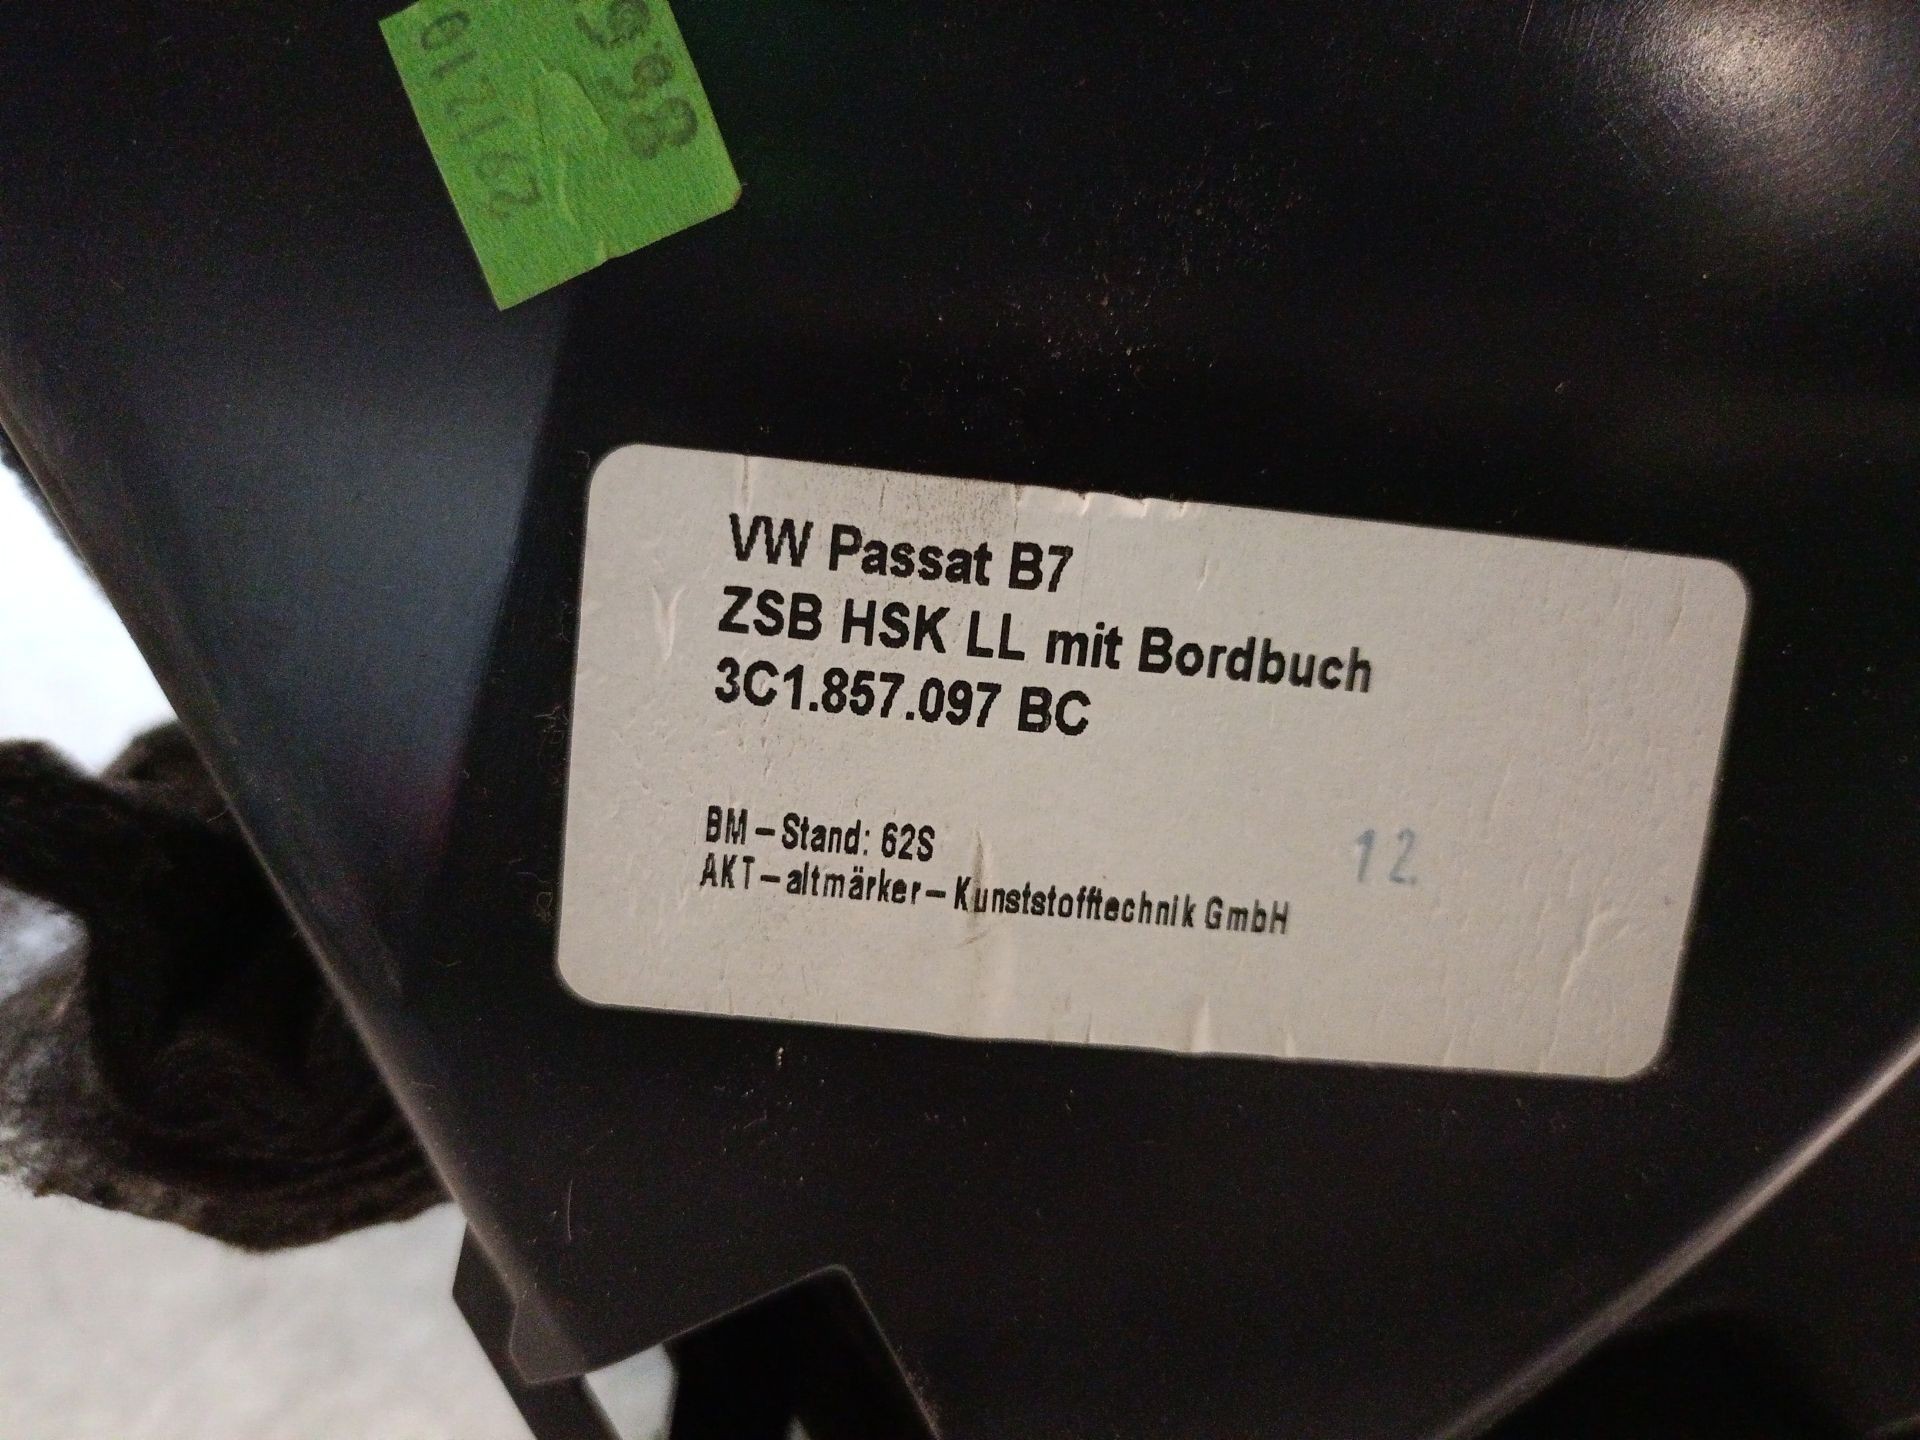 VW Passat B7
ZSB HSK LL mit Bordbuch
3C1.857.097 BC
BM-Stand: 62S
12.
AKT-altmärker-Kunststofftechnik GmbH